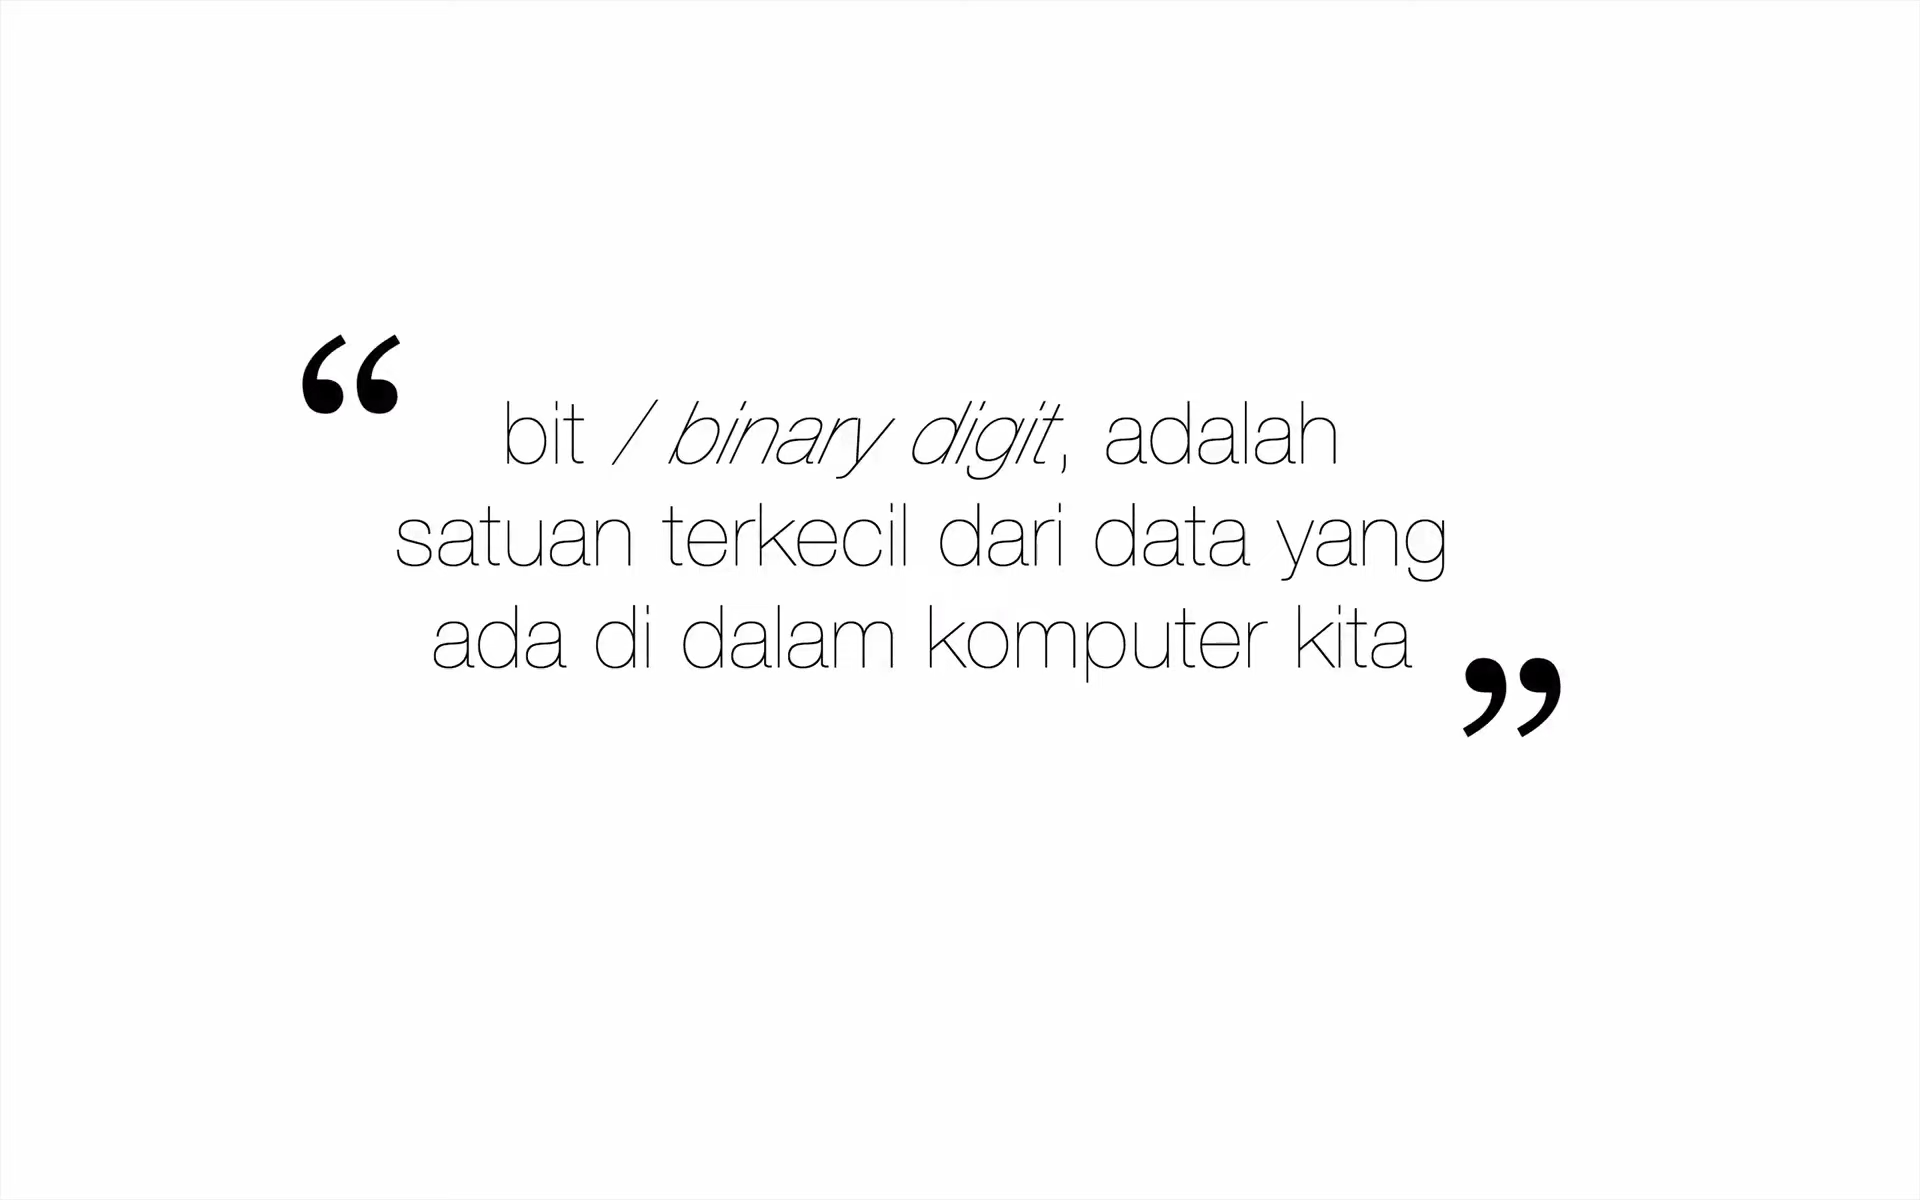 “ bit / binary digit, adalah
satuan terkecil dari data yang
ada di dalam komputer kita ”